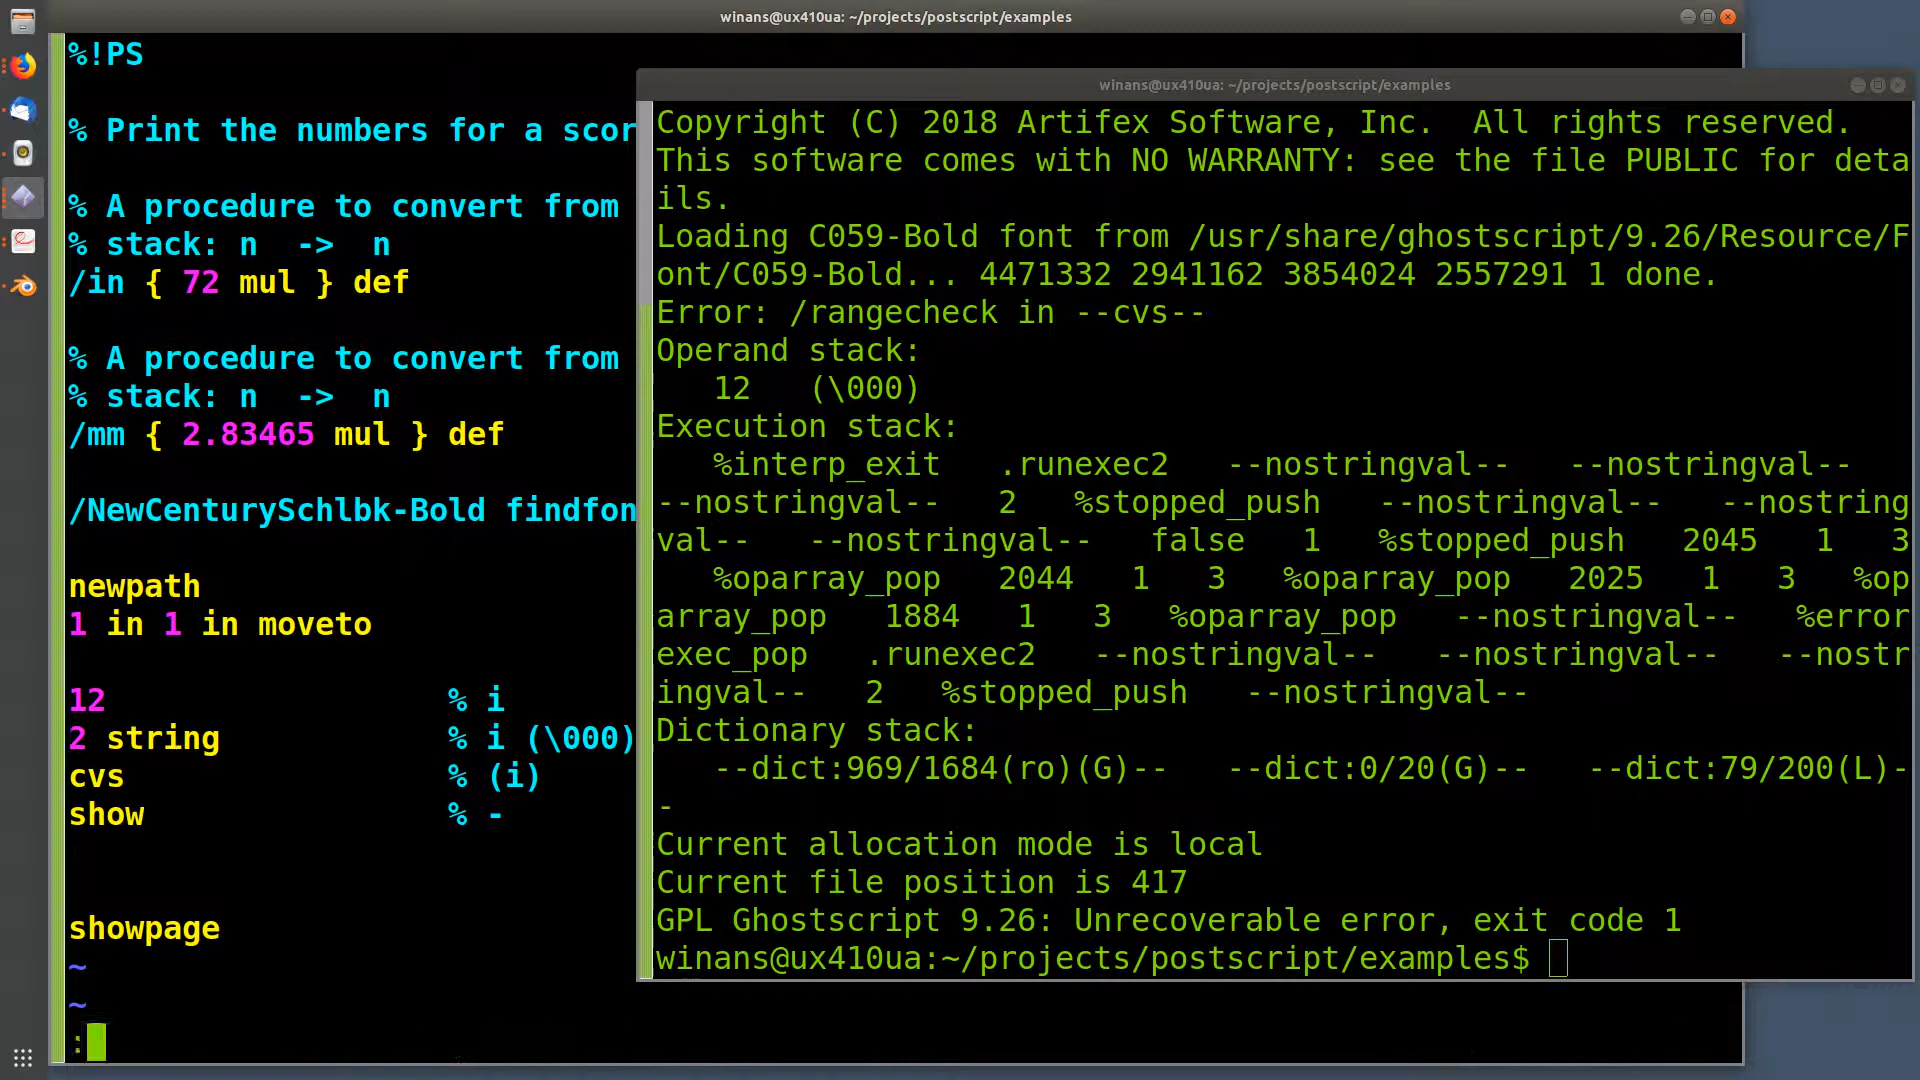 winans@ux410ua: ~/projects/postscript/examples
%!PS
% Print the numbers for a scor
% A procedure to convert from
% stack: n  ->  n
/in { 72 mul } def
% A procedure to convert from
% stack: n  ->  n
/mm { 2.83465 mul } def
/NewCenturySchlbk-Bold findfon
newpath
1 in 1 in moveto
12                  % i
2 string            % i (\000)
cvs                 % (i)
show                % -
showpage
~
~
:
winans@ux410ua: ~/projects/postscript/examples
Copyright (C) 2018 Artifex Software, Inc.  All rights reserved.
This software comes with NO WARRANTY: see the file PUBLIC for deta
ils.
Loading C059-Bold font from /usr/share/ghostscript/9.26/Resource/F
ont/C059-Bold... 4471332 2941162 3854024 2557291 1 done.
Error: /rangecheck in --cvs--
Operand stack:
   12   (\000)
Execution stack:
   %interp_exit   .runexec2   --nostringval--   --nostringval--
--nostringval--   2   %stopped_push   --nostringval--   --nostring
val--   --nostringval--   false   1   %stopped_push   2045   1   3
   %oparray_pop   2044   1   3   %oparray_pop   2025   1   3   %op
array_pop   1884   1   3   %oparray_pop   --nostringval--   %error
exec_pop   .runexec2   --nostringval--   --nostringval--   --nostr
ingval--   2   %stopped_push   --nostringval--
Dictionary stack:
   --dict:969/1684(ro)(G)--   --dict:0/20(G)--   --dict:79/200(L)-
-
Current allocation mode is local
Current file position is 417
GPL Ghostscript 9.26: Unrecoverable error, exit code 1
winans@ux410ua:~/projects/postscript/examples$